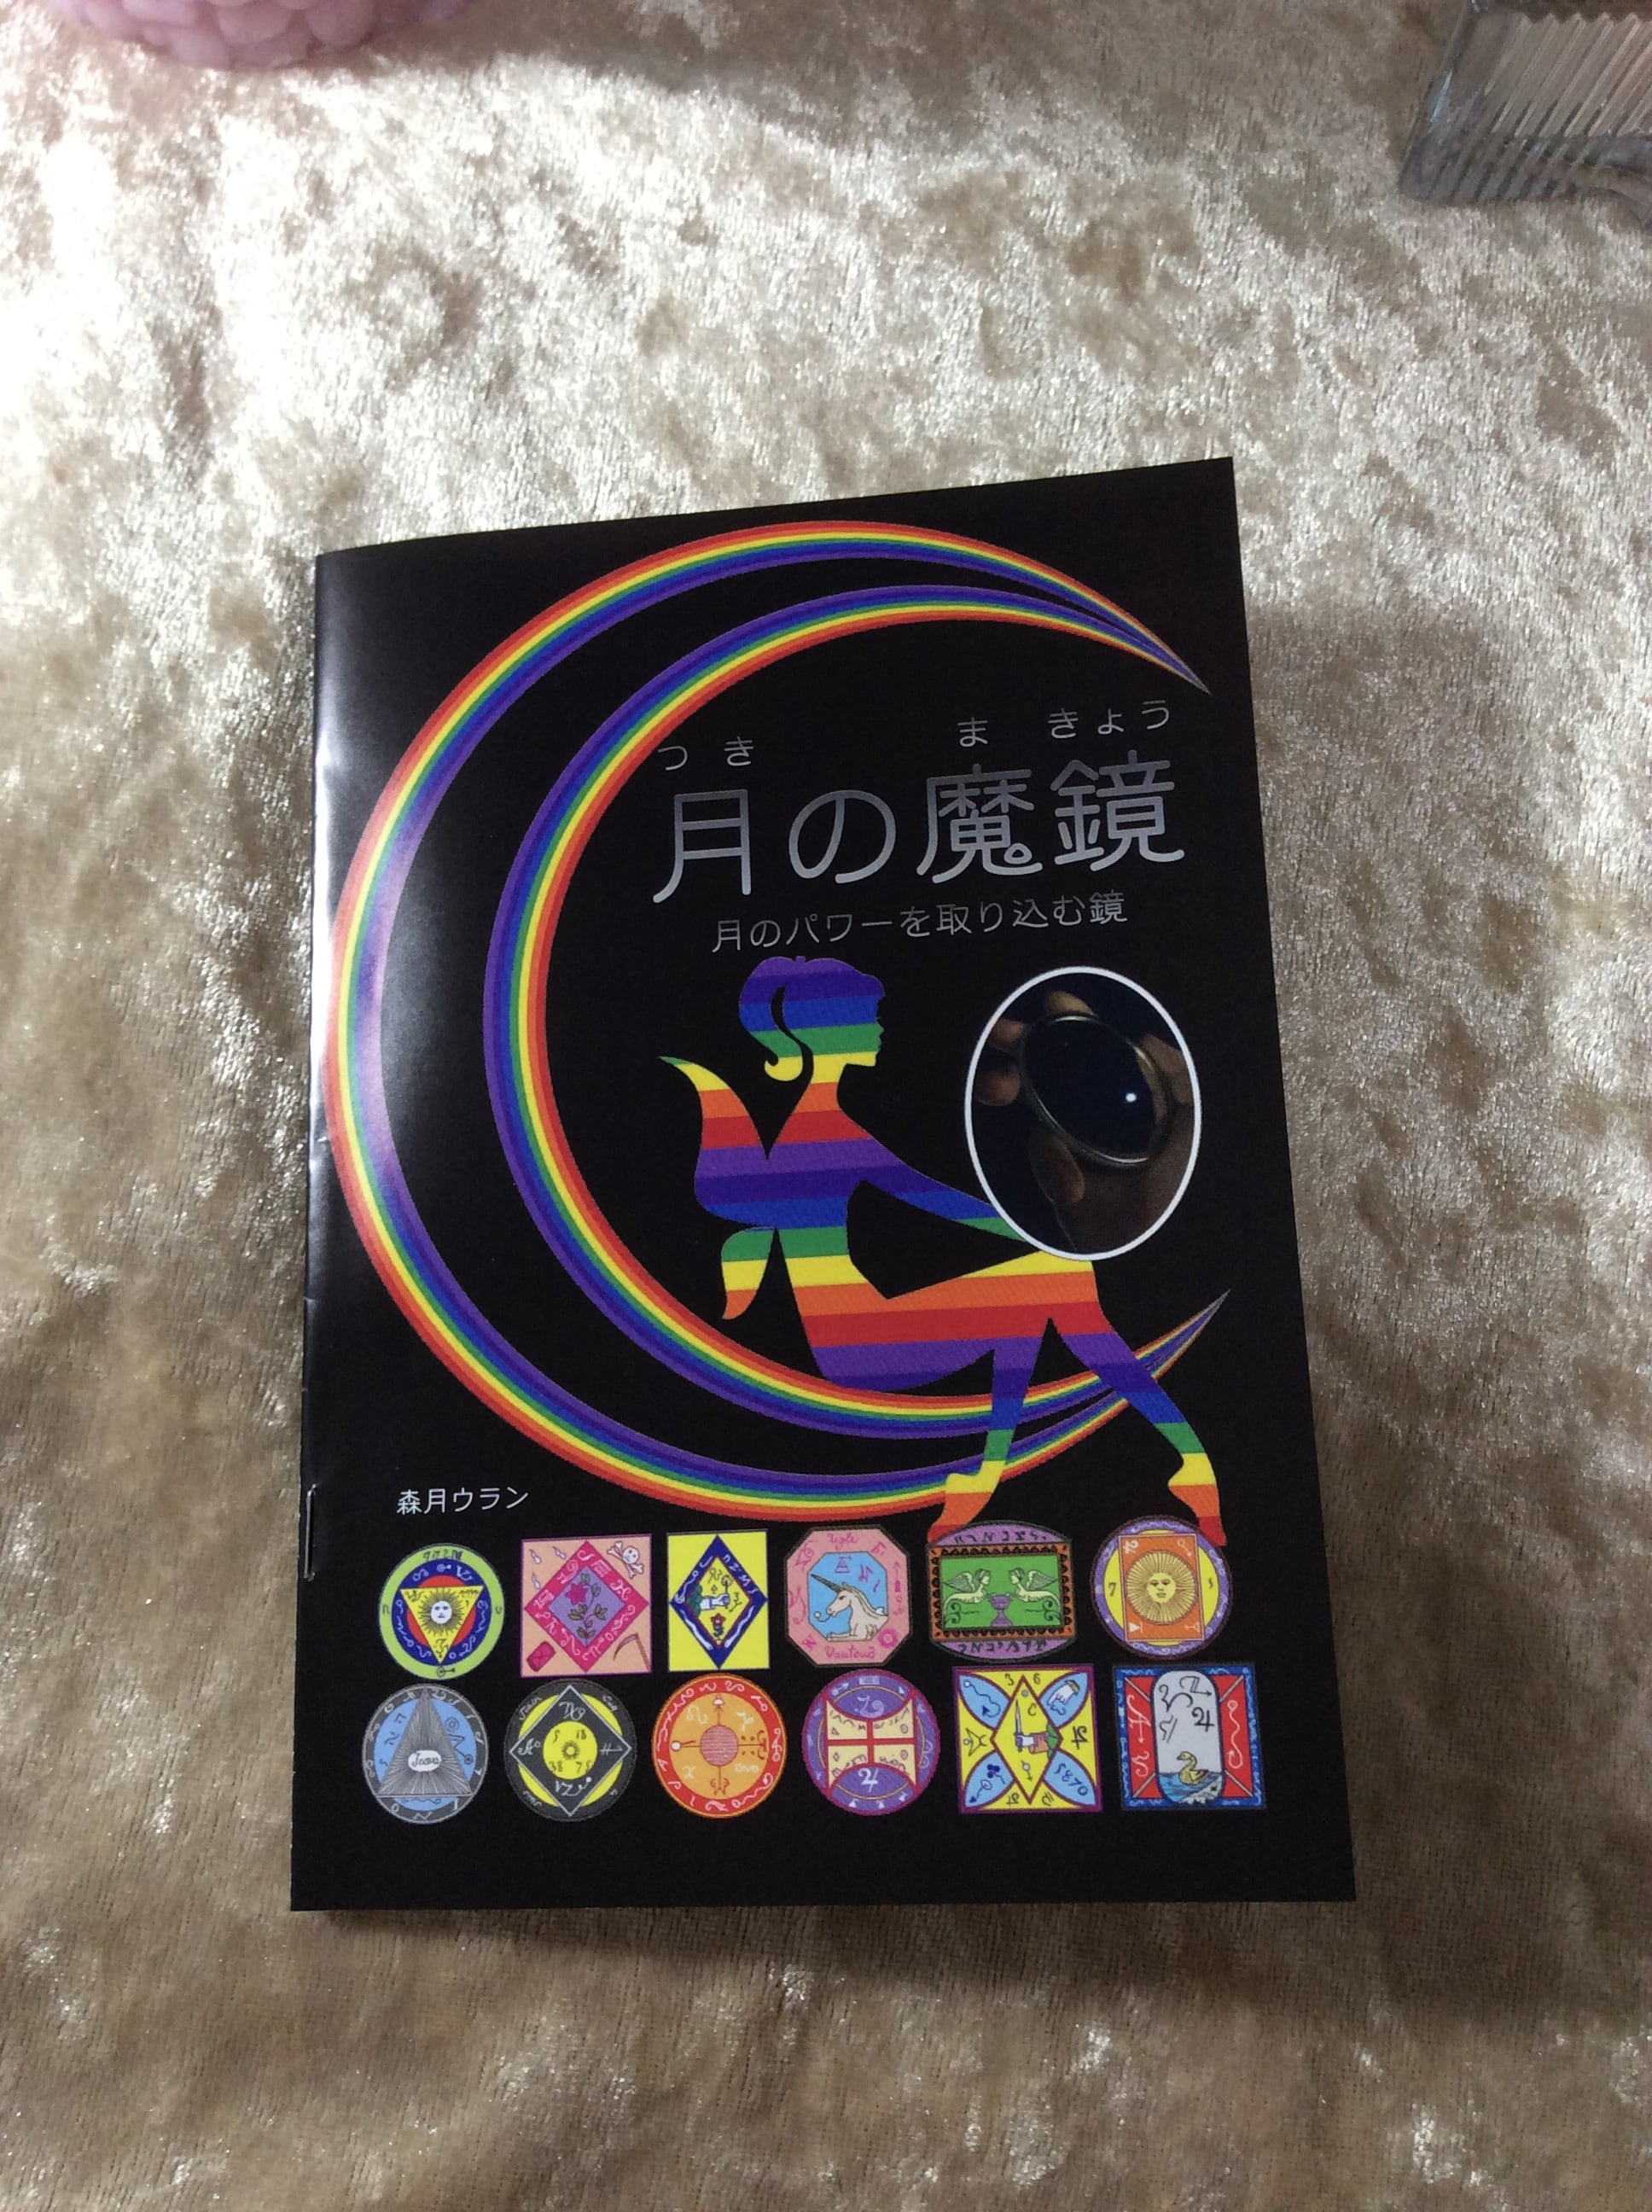 つき ま きょう
月の魔鏡
月のパワーを取り込む鏡
森月ウラン